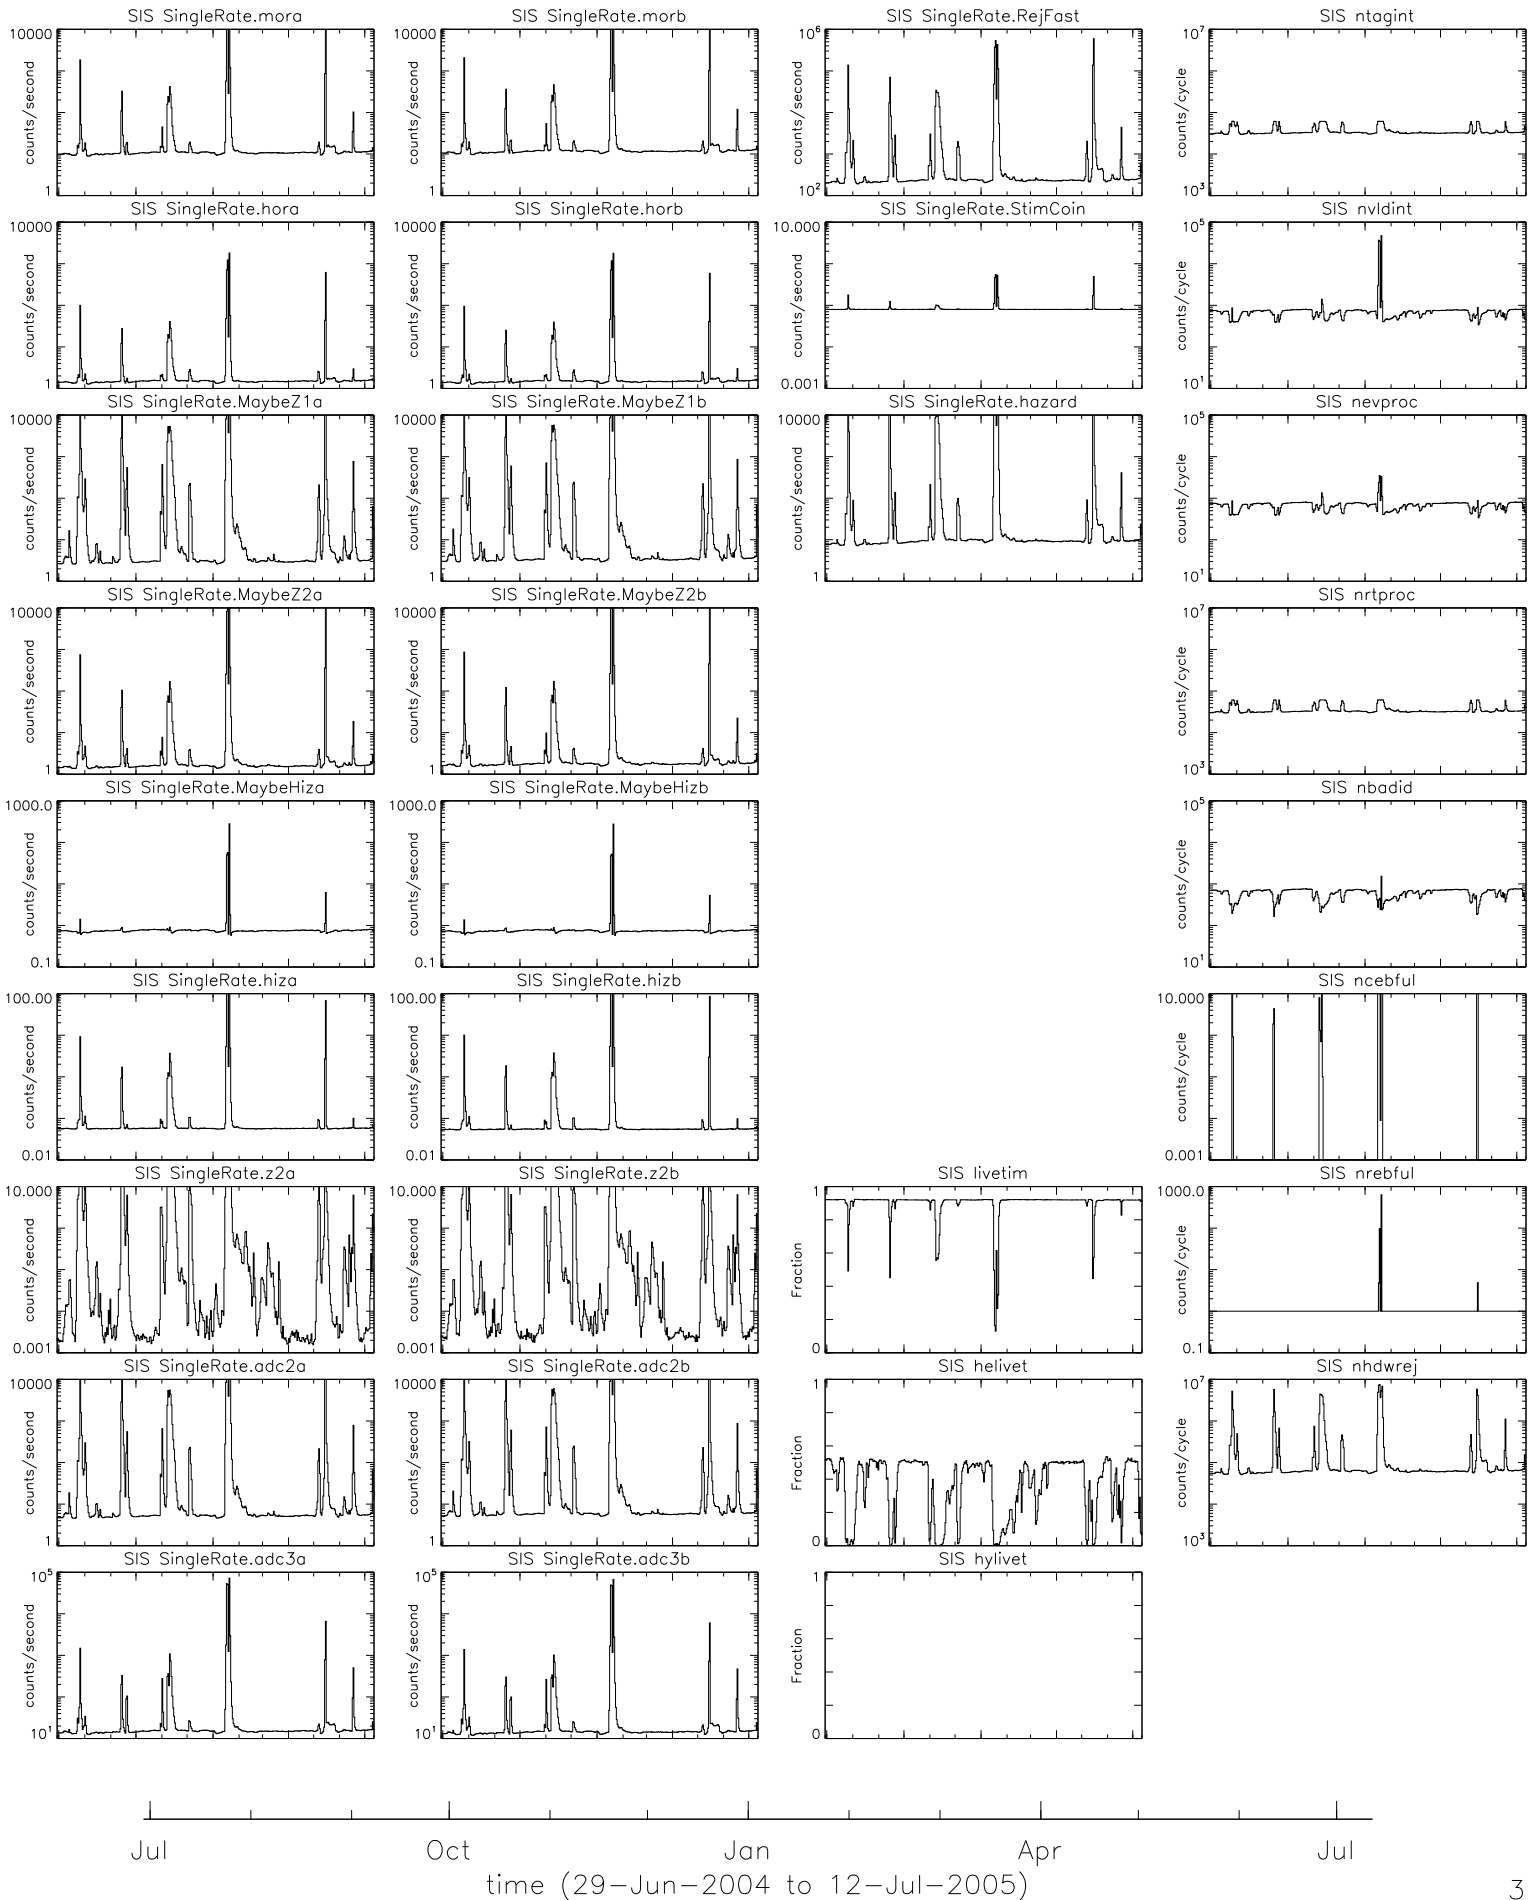 SIS SingleRate.mora
10000
counts/second
1
SIS SingleRate.morb
10000
counts/second
1
SIS SingleRate.RejFast
10^6
counts/second
10^2
SIS ntagint
10^7
counts/cycle
10^3
SIS SingleRate.hora
10000
counts/second
1
SIS SingleRate.horb
10000
counts/second
1
SIS SingleRate.StimCoin
10.000
counts/second
0.001
SIS nvldint
10^5
counts/cycle
10^1
SIS SingleRate.MaybeZ1a
10000
counts/second
1
SIS SingleRate.MaybeZ1b
10000
counts/second
1
SIS SingleRate.hazard
10000
counts/second
1
SIS nevproc
10^5
counts/cycle
10^1
SIS SingleRate.MaybeZ2a
10000
counts/second
1
SIS SingleRate.MaybeZ2b
10000
counts/second
1
SIS nrtproc
10^7
counts/cycle
10^3
SIS SingleRate.MaybeHiza
1000.0
counts/second
0.1
SIS SingleRate.MaybeHizb
1000.0
counts/second
0.1
SIS nbadid
10^5
counts/cycle
10^1
SIS SingleRate.hiza
100.00
counts/second
0.01
SIS SingleRate.hizb
100.00
counts/second
0.01
SIS ncebful
10.000
counts/cycle
0.001
SIS SingleRate.z2a
10.000
counts/second
0.001
SIS SingleRate.z2b
10.000
counts/second
0.001
SIS livetim
1
Fraction
0
SIS nrebful
1000.0
counts/cycle
0.1
SIS SingleRate.adc2a
10000
counts/second
1
SIS SingleRate.adc2b
10000
counts/second
1
SIS helivet
1
Fraction
0
SIS nhdwrej
10^7
counts/cycle
10^3
SIS SingleRate.adc3a
10^5
counts/second
10^1
SIS SingleRate.adc3b
10^5
counts/second
10^1
SIS hylivet
1
Fraction
0
Jul Oct Jan Apr Jul
time (29-Jun-2004 to 12-Jul-2005)
3